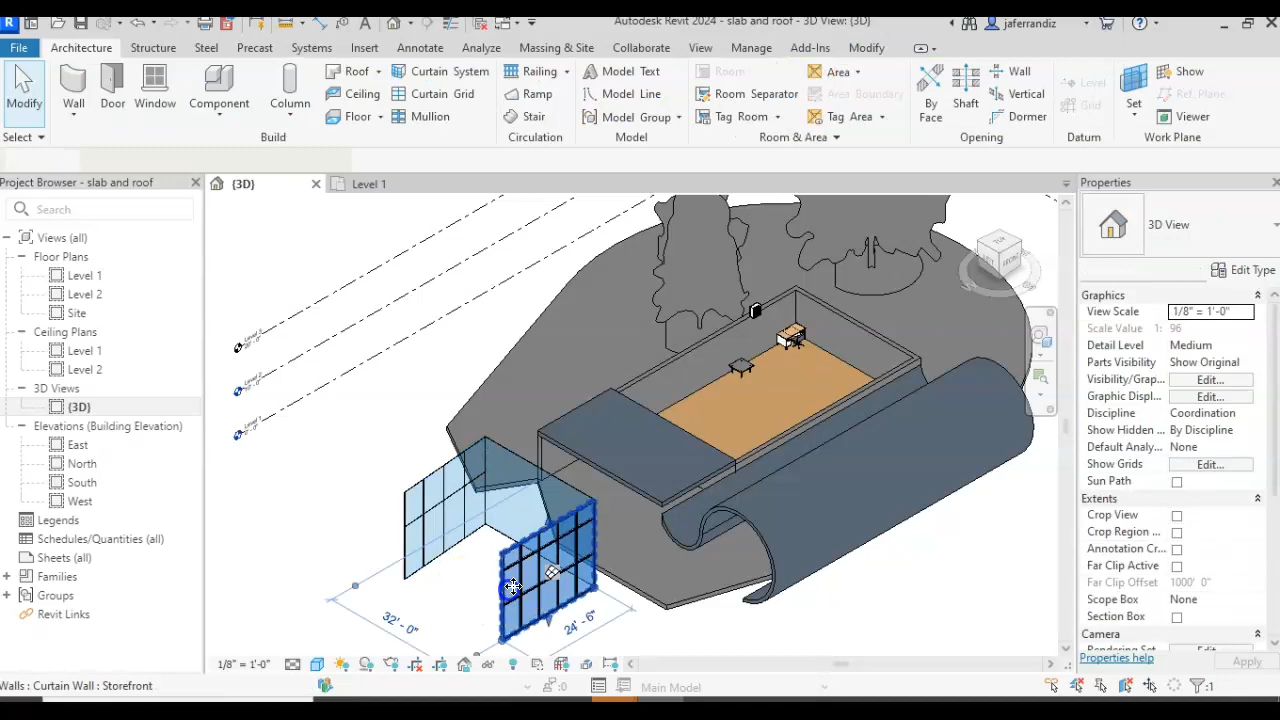 Autodesk Revit 2024 - slab and roof - 3D View: {3D}
jaferrandiz
File Architecture Structure Steel Precast Systems Insert Annotate Analyze Massing & Site Collaborate View Manage Add-Ins Modify
Modify Wall Door Window Component Column
Roof Curtain System Railing Model Text Room Area Wall Show
Ceiling Curtain Grid Ramp Model Line Room Separator Area Boundary Vertical Level Ref. Plane
Floor Mullion Stair Model Group Tag Room Tag Area Dormer Grid Viewer
By Face Shaft Set
Select Build Circulation Model Room & Area Opening Datum Work Plane
Project Browser - slab and roof
{3D} Level 1
Properties
Search
Views (all)
Floor Plans
Level 1
Level 2
Site
Ceiling Plans
Level 1
Level 2
3D Views
{3D}
Elevations (Building Elevation)
East
North
South
West
Legends
Schedules/Quantities (all)
Sheets (all)
Families
Groups
Revit Links
TOP
LEFT
FRONT
32' - 0"
24' - 6"
3D View
Edit Type
Graphics
View Scale 1/8" = 1'-0"
Scale Value 1: 96
Detail Level Medium
Parts Visibility Show Original
Visibility/Grap... Edit...
Graphic Displ... Edit...
Discipline Coordination
Show Hidden ... By Discipline
Default Analy... None
Show Grids Edit...
Sun Path
Extents
Crop View
Crop Region ...
Annotation Cr...
Far Clip Active
Far Clip Offset 1000' 0"
Scope Box None
Section Box
Camera
Rendering Set... Edit...
Properties help Apply
1/8" = 1'-0"
Walls : Curtain Wall : Storefront
:0
Main Model
:1